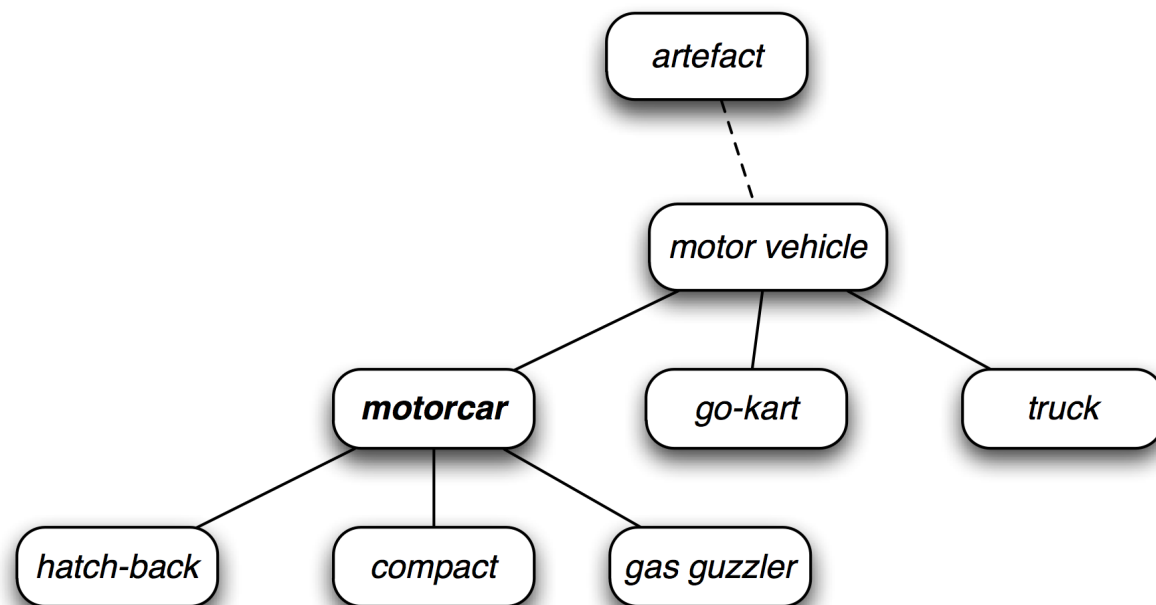 artefact
motor vehicle
motorcar
go-kart
truck
hatch-back
compact
gas guzzler